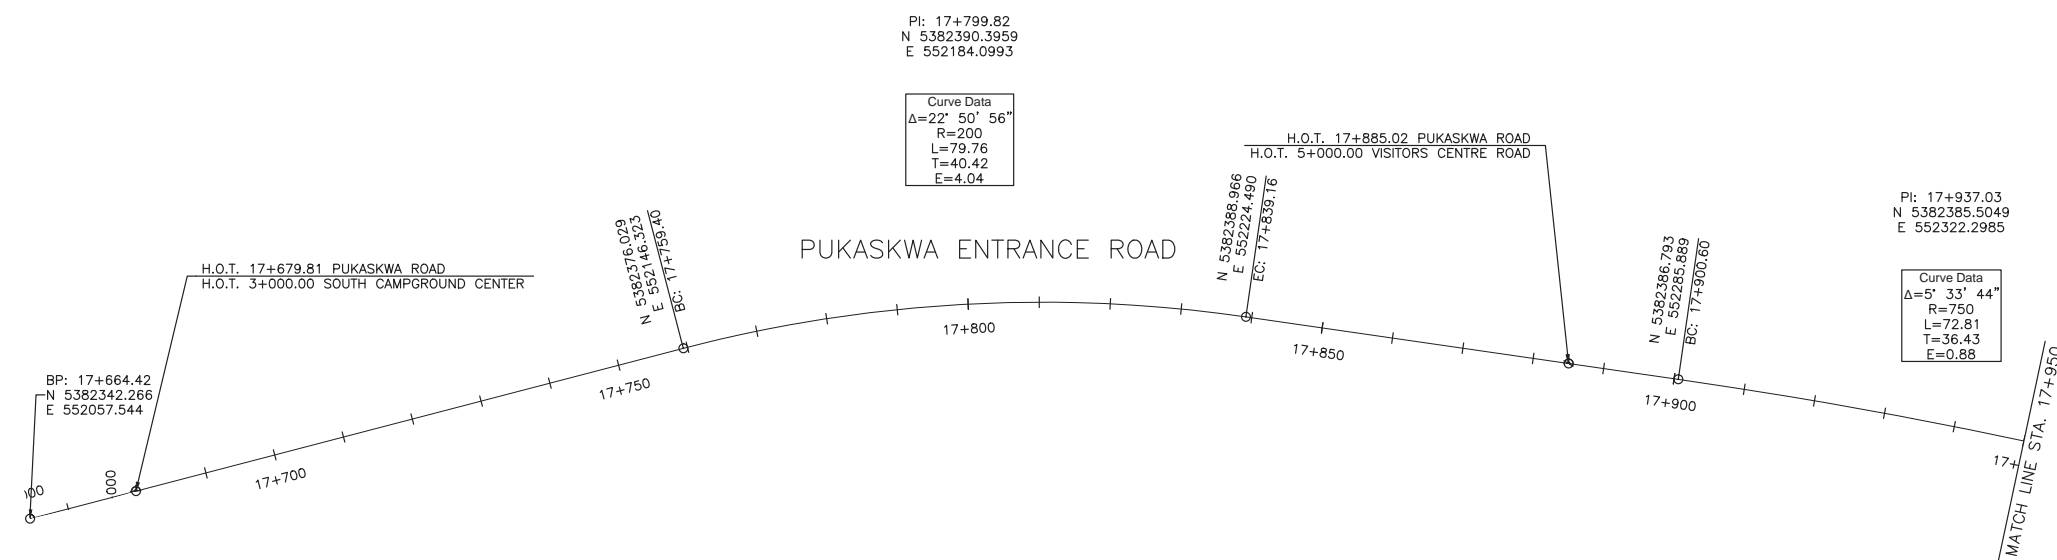 PI: 17+799.82
N 5382390.3959
E 552184.0993
Curve Data
Δ=22° 50' 56"
R=200
L=79.76
T=40.42
E=4.04
H.O.T. 17+885.02 PUKASKWA ROAD
H.O.T. 5+000.00 VISITORS CENTRE ROAD
PI: 17+937.03
N 5382385.5049
E 552322.2985
Curve Data
Δ=5° 33' 44"
R=750
L=72.81
T=36.43
E=0.88
N 5382376.029
E 552146.323
BC: 17+759.40
PUKASKWA ENTRANCE ROAD
N 5382388.966
E 552224.490
EC: 17+839.16
N 5382386.793
E 552285.889
BC: 17+900.60
H.O.T. 17+679.81 PUKASKWA ROAD
H.O.T. 3+000.00 SOUTH CAMPGROUND CENTER
BP: 17+664.42
N 5382342.266
E 552057.544
17+700
17+750
17+800
17+850
17+900
17+
MATCH LINE STA. 17+950